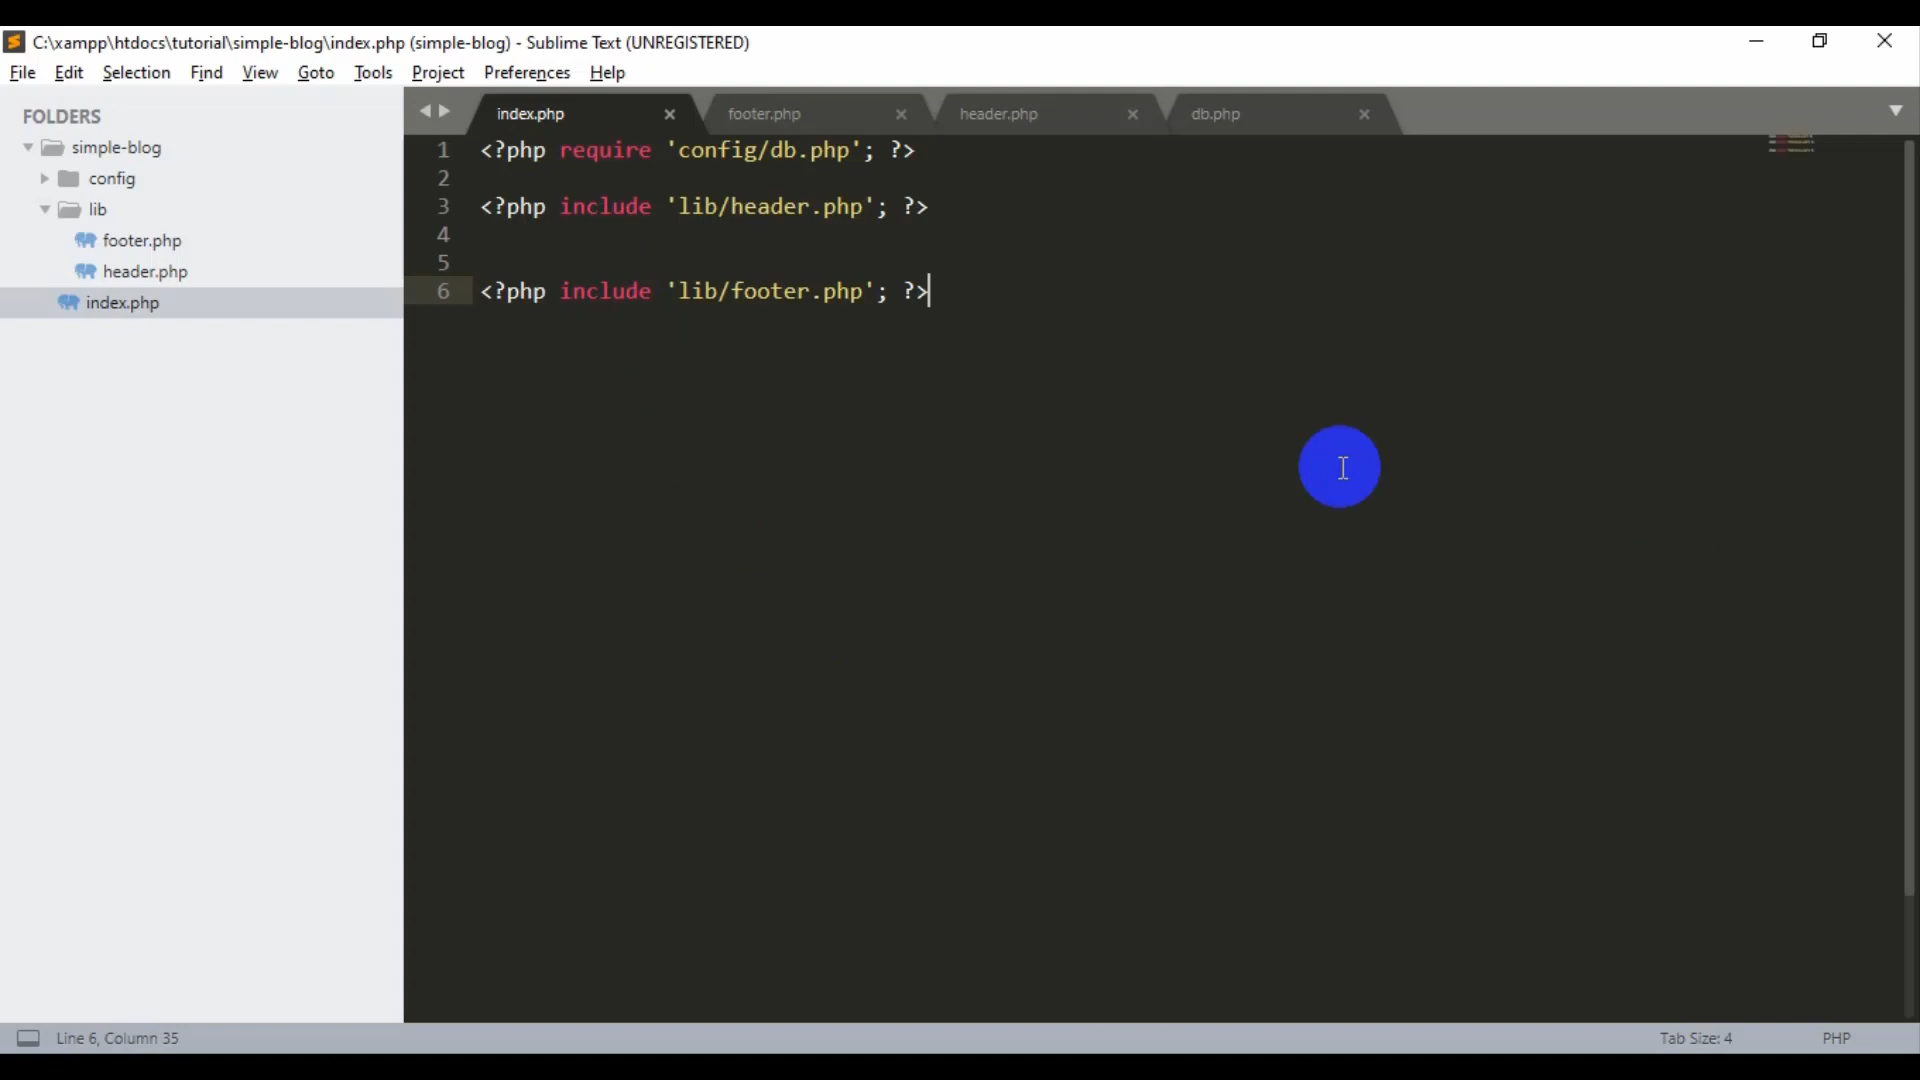 C:\xampp\htdocs\tutorial\simple-blog\index.php (simple-blog) - Sublime Text (UNREGISTERED)
File Edit Selection Find View Goto Tools Project Preferences Help
FOLDERS
simple-blog
config
lib
footer.php
header.php
index.php
index.php footer.php header.php db.php
1 <?php require 'config/db.php'; ?>
2
3 <?php include 'lib/header.php'; ?>
4
5
6 <?php include 'lib/footer.php'; ?>
Line 6, Column 35 Tab Size: 4 PHP